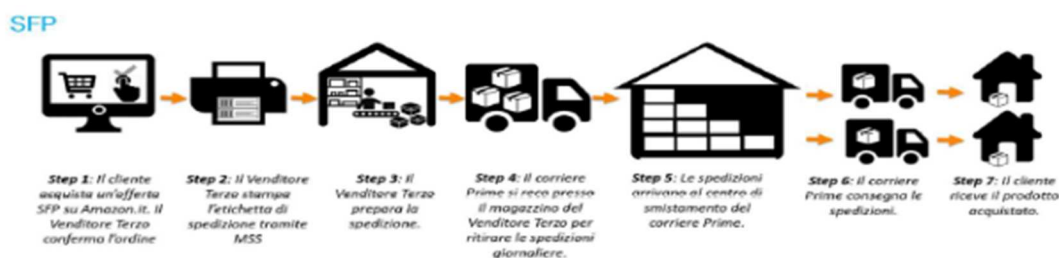 SFP
Step 1: Il cliente
acquista un'offerta
SFP su Amazon.it. Il
Venditore Terzo
conferma l'ordine
Step 2: Il Venditore
Terzo stampa
l'etichetta di
spedizione tramite
MSS
Step 3: Il
Venditore Terzo
prepara la
spedizione.
Step 4: Il corriere
Prime si reca presso
il magazzino del
Venditore Terzo per
ritirare le spedizioni
giornaliere.
Step 5: Le spedizioni
arrivano al centro di
smistamento del
corriere Prime.
Step 6: il corriere
Prime consegna le
spedizioni.
Step 7: Il cliente
riceve il prodotto
acquistato.